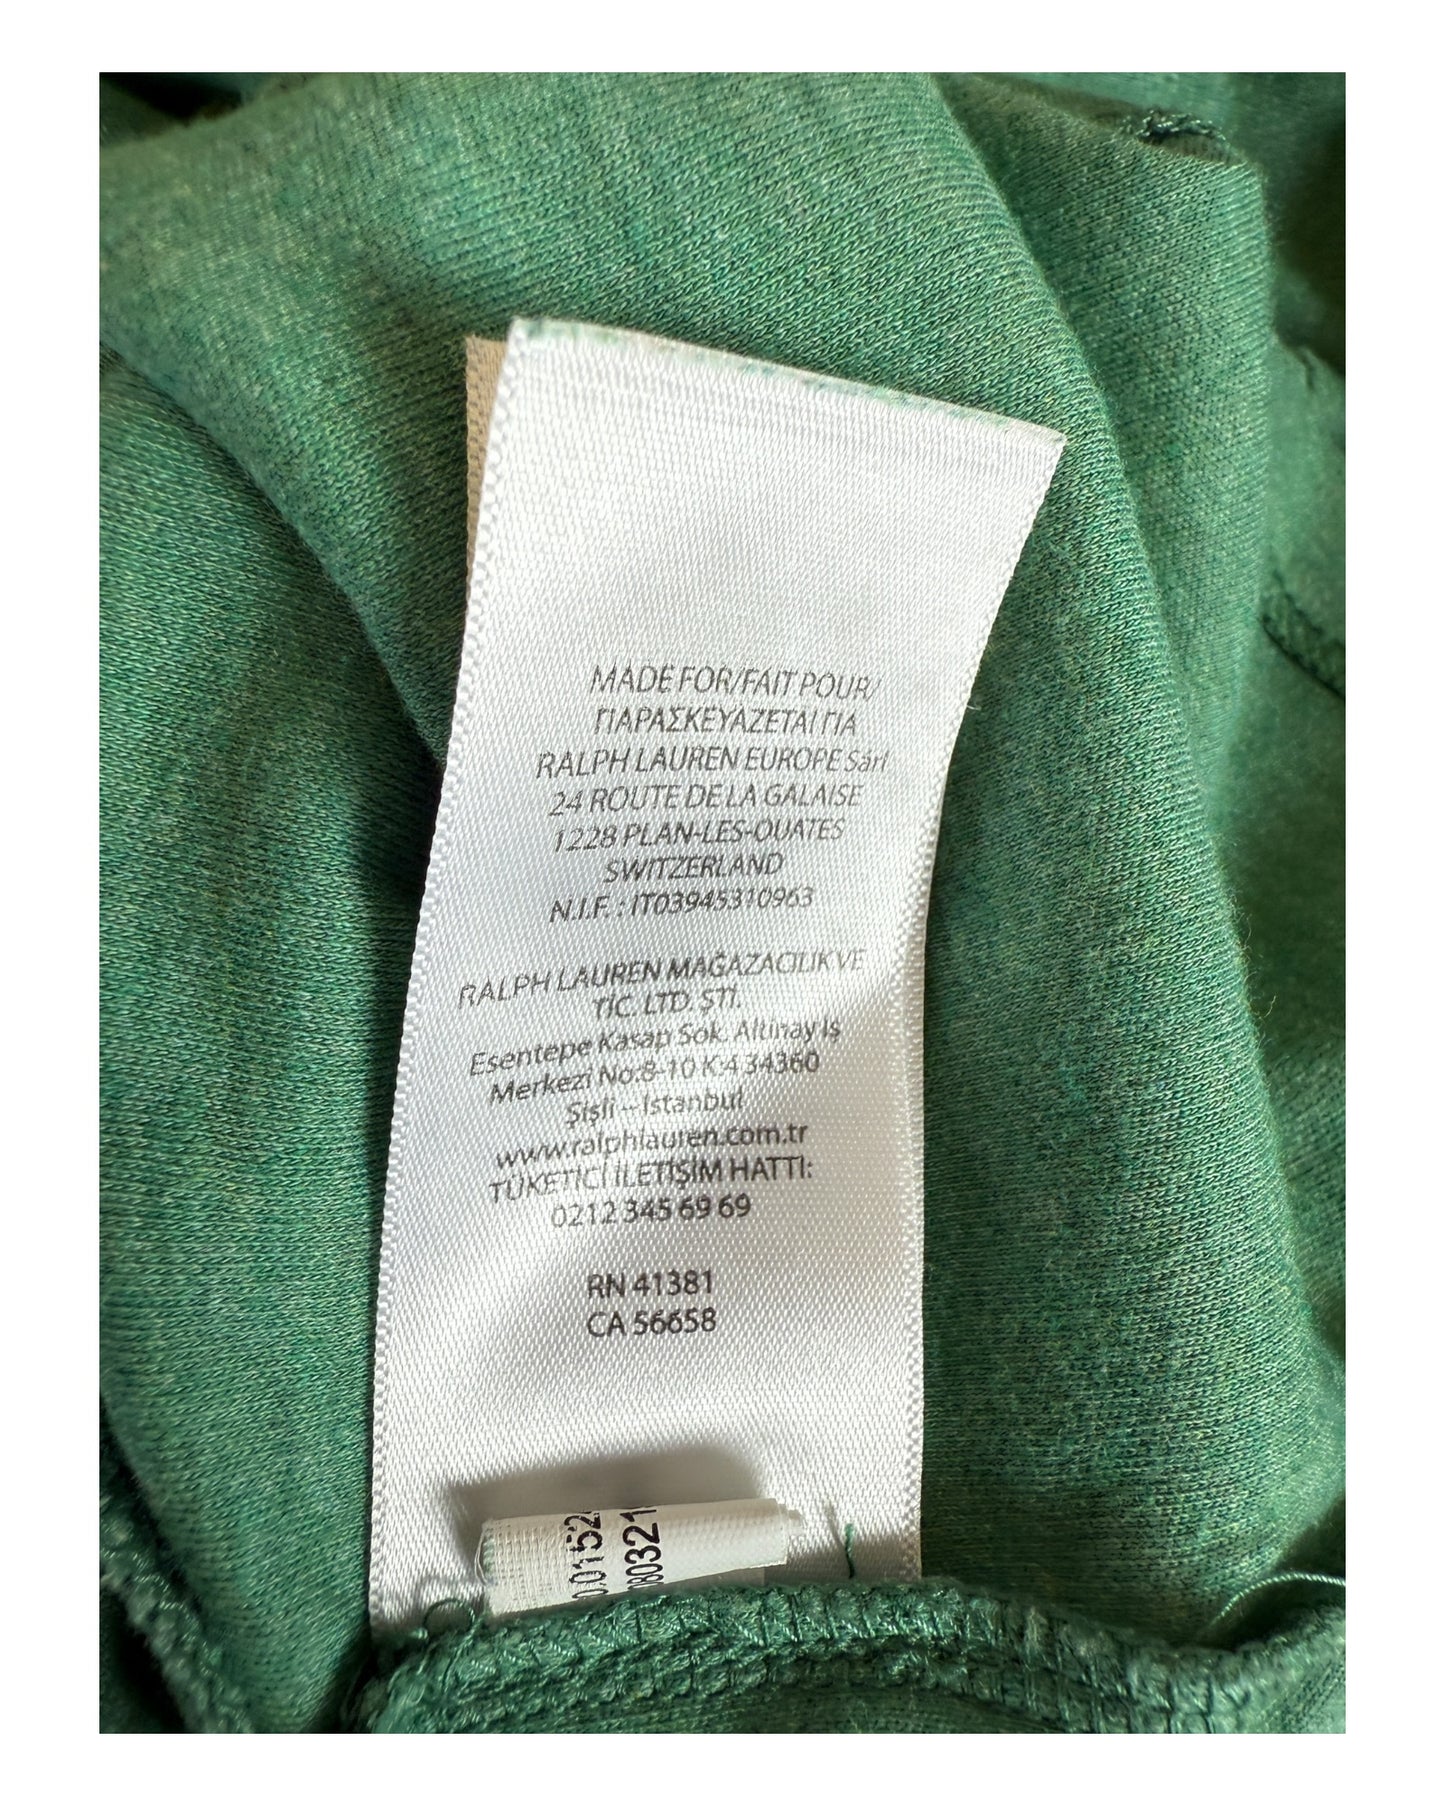 MADE FOR/FAIT POUR/
ΠΑΡΑΣΚΕΥΑΖΕΤΑΙ ΓΙΑ
RALPH LAUREN EUROPE Sàrl
24 ROUTE DE LA GALAISE
1228 PLAN-LES-OUATES
SWITZERLAND
N.I.F. : IT03945310963
RALPH LAUREN MAĞAZACILIK VE
TİC. LTD. ŞTİ.
Esentepe Kasap Sok. Altınay İş
Merkezi No:8-10 K:4 34360
Şişli – Istanbul
www.ralphlauren.com.tr
TÜKETİCİ İLETİŞİM HATTI:
0212 345 69 69
RN 41381
CA 56658